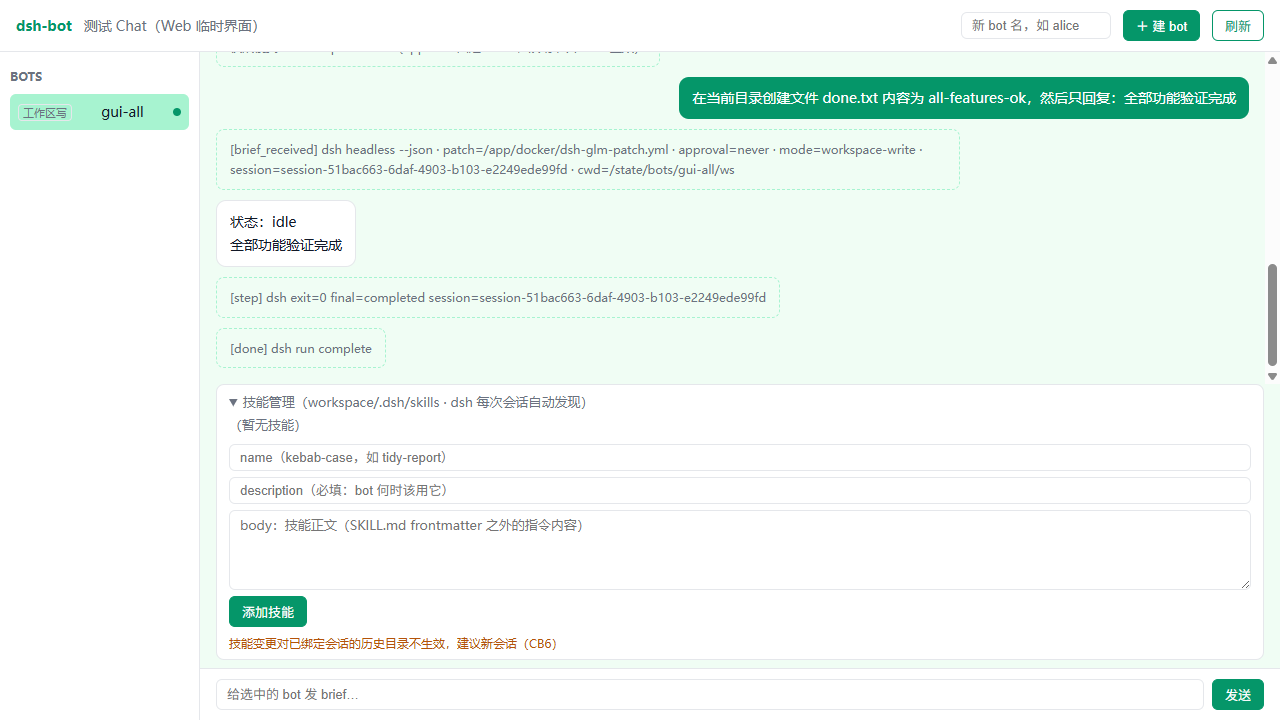 dsh-bot 测试 Chat（Web 临时界面）
new bot 名，如 alice
＋ 建 bot
刷新
BOTS
工作区写 gui-all
在当前目录创建文件 done.txt 内容为 all-features-ok，然后只回复：全部功能验证完成
[brief_received] dsh headless --json · patch=/app/docker/dsh-glm-patch.yml · approval=never · mode=workspace-write ·
session=session-51bac663-6daf-4903-b103-e2249ede99fd · cwd=/state/bots/gui-all/ws
状态：idle
全部功能验证完成
[step] dsh exit=0 final=completed session=session-51bac663-6daf-4903-b103-e2249ede99fd
[done] dsh run complete
▼ 技能管理（workspace/.dsh/skills · dsh 每次会话自动发现）
（暂无技能）
name（kebab-case，如 tidy-report）
description（必填：bot 何时该用它）
body：技能正文（SKILL.md frontmatter 之外的指令内容）
添加技能
技能变更对已绑定会话的历史目录不生效，建议新会话（CB6）
给选中的 bot 发 brief…
发送